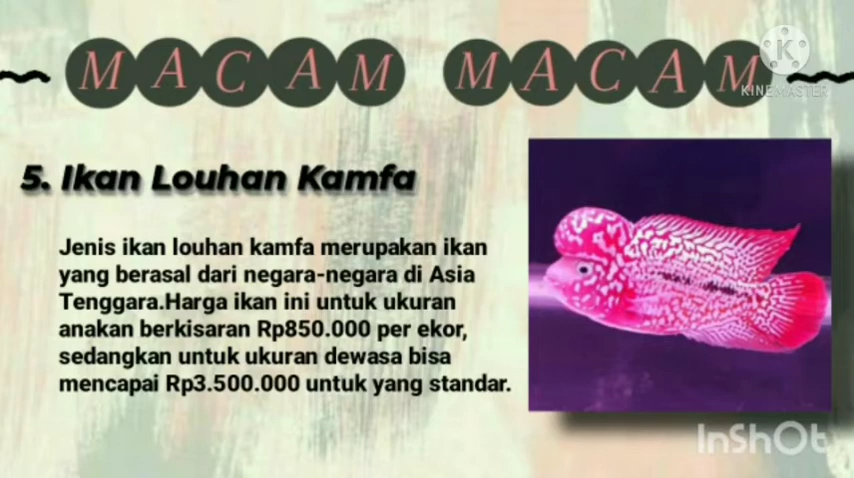 MACAM MACAM
KINEMASTER
5. Ikan Louhan Kamfa
Jenis ikan louhan kamfa merupakan ikan
yang berasal dari negara-negara di Asia
Tenggara.Harga ikan ini untuk ukuran
anakan berkisaran Rp850.000 per ekor,
sedangkan untuk ukuran dewasa bisa
mencapai Rp3.500.000 untuk yang standar.
InShOt